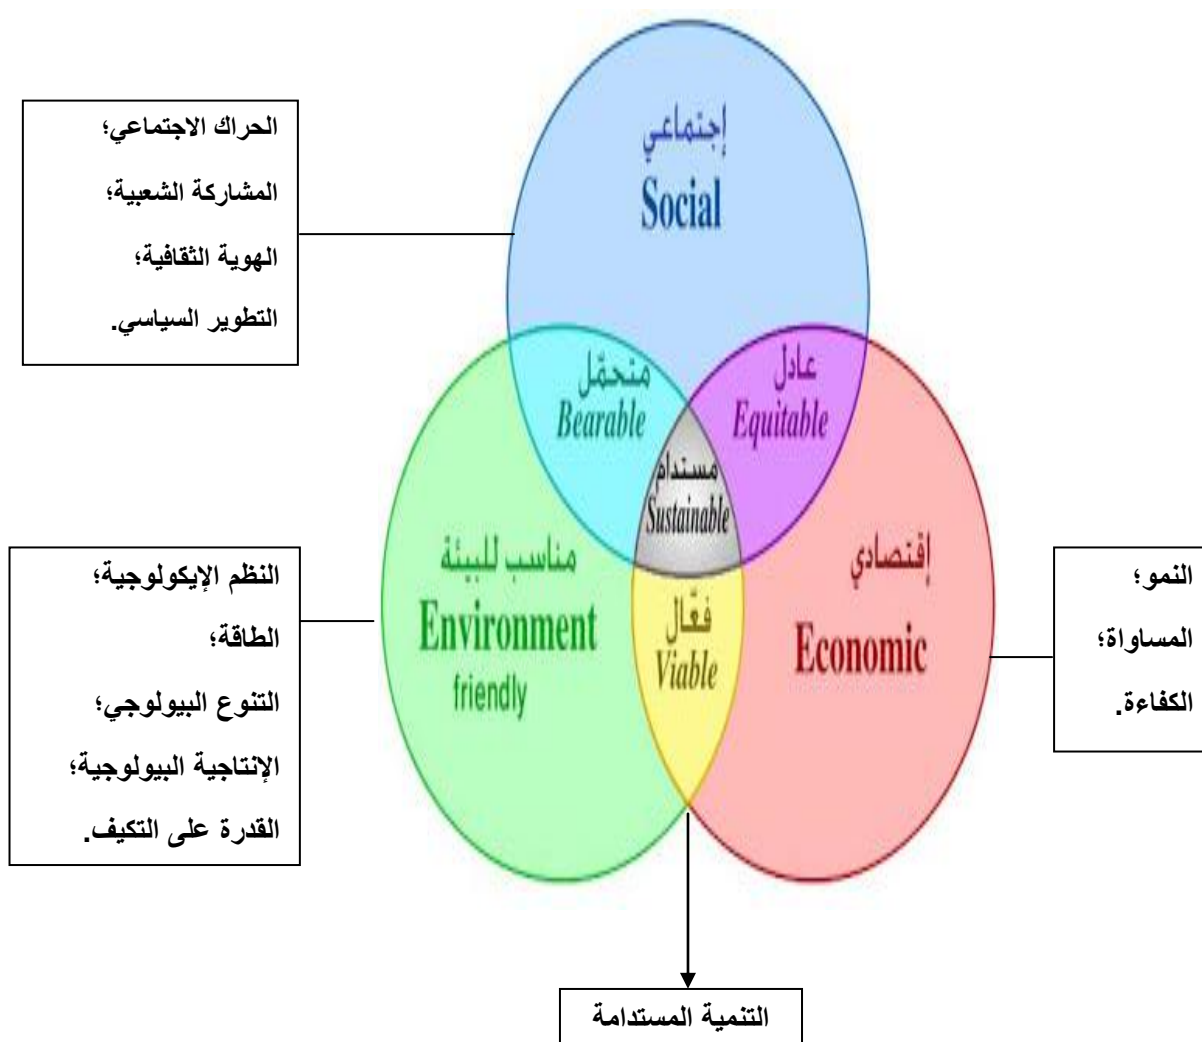 إجتماعي
Social
الحراك الاجتماعي؛
المشاركة الشعبية؛
الهوية الثقافية؛
التطوير السياسي.
متحمّل
Bearable
عادل
Equitable
مستدام
Sustainable
مناسب للبيئة
Environment
friendly
فعّال
Viable
إقتصادي
Economic
النمو؛
المساواة؛
الكفاءة.
النظم الإيكولوجية؛
الطاقة؛
التنوع البيولوجي؛
الإنتاجية البيولوجية؛
القدرة على التكيف.
التنمية المستدامة